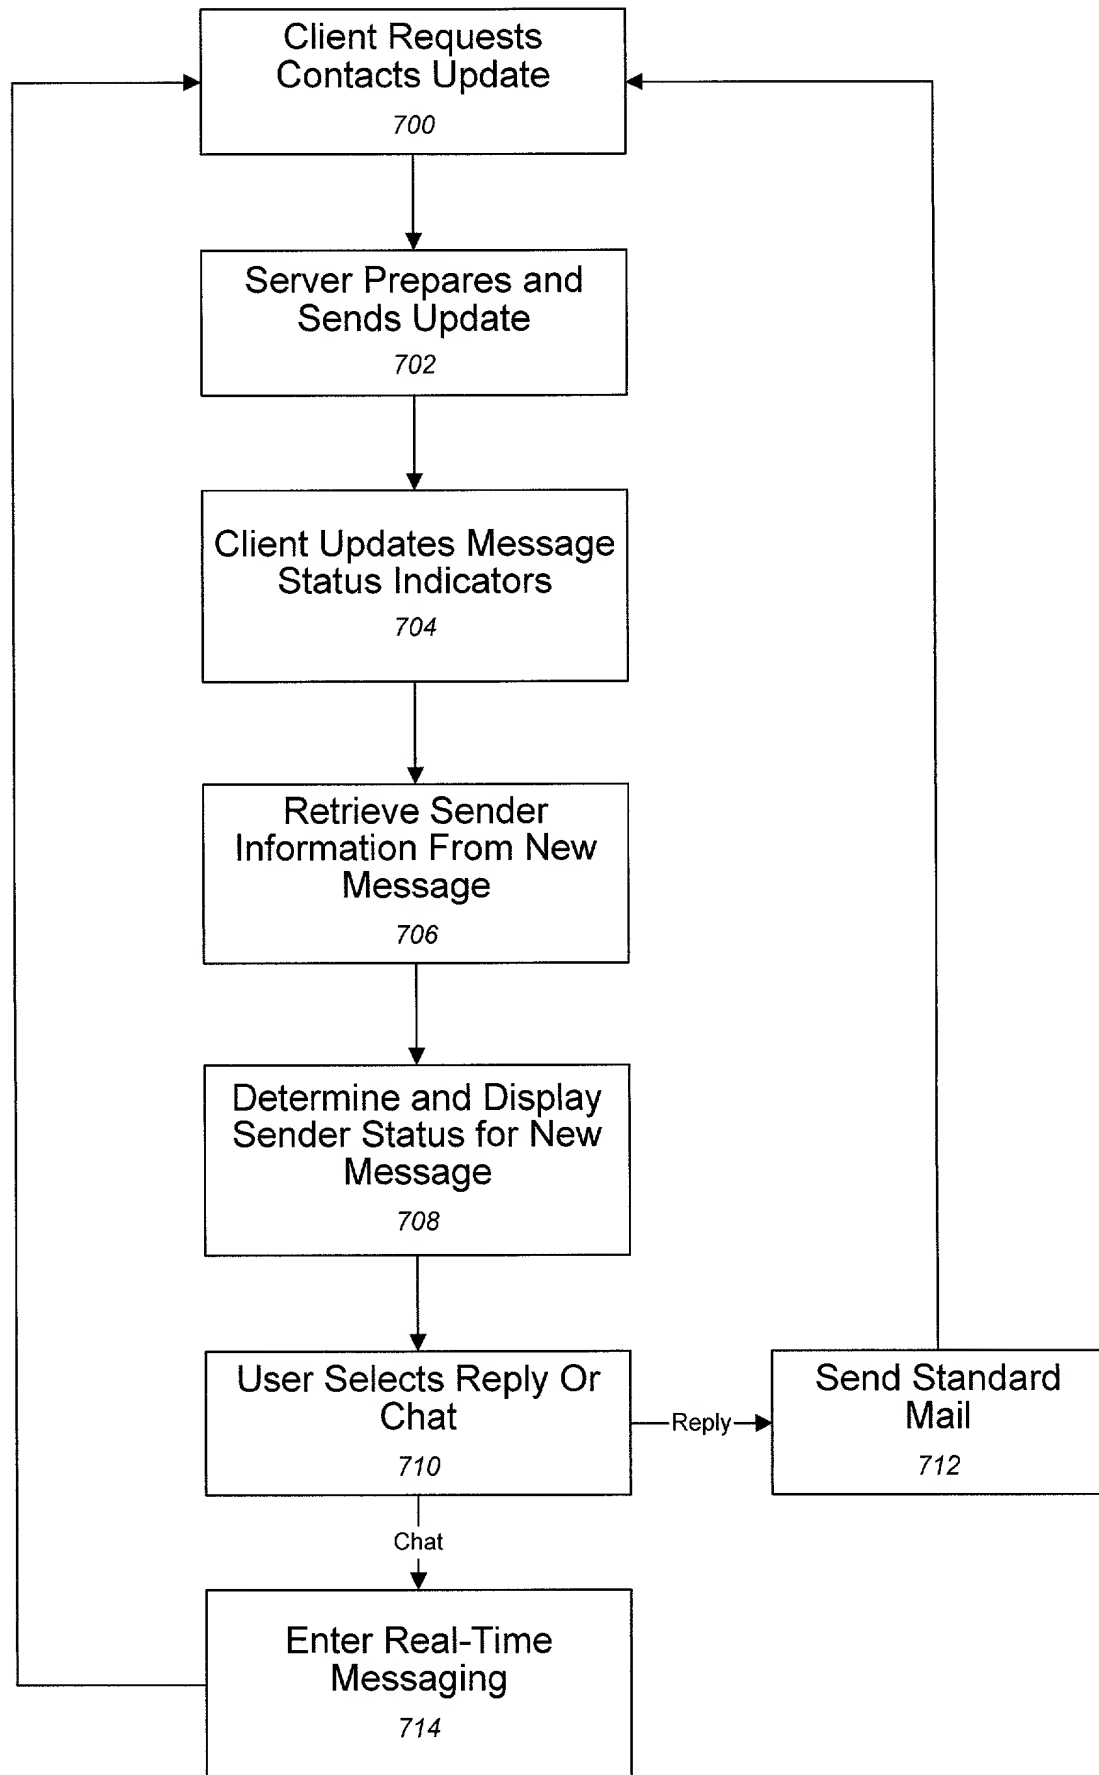 Client Requests
Contacts Update
700
Server Prepares and
Sends Update
702
Client Updates Message
Status Indicators
704
Retrieve Sender
Information From New
Message
706
Determine and Display
Sender Status for New
Message
708
User Selects Reply Or
Chat
710
Reply
Send Standard
Mail
712
Chat
Enter Real-Time
Messaging
714